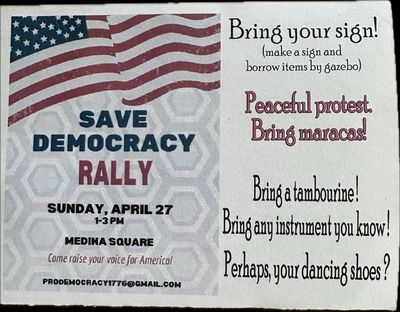 SAVE
DEMOCRACY
RALLY
SUNDAY, APRIL 27
1-3 PM
MEDINA SQUARE
Come raise your voice for America!
PRODEMOCRACY1776@GMAIL.COM
Bring your sign!
(make a sign and
borrow items by gazebo)
Peaceful protest.
Bring maracas!
Bring a tambourine!
Bring any instrument you know!
Perhaps, your dancing shoes?